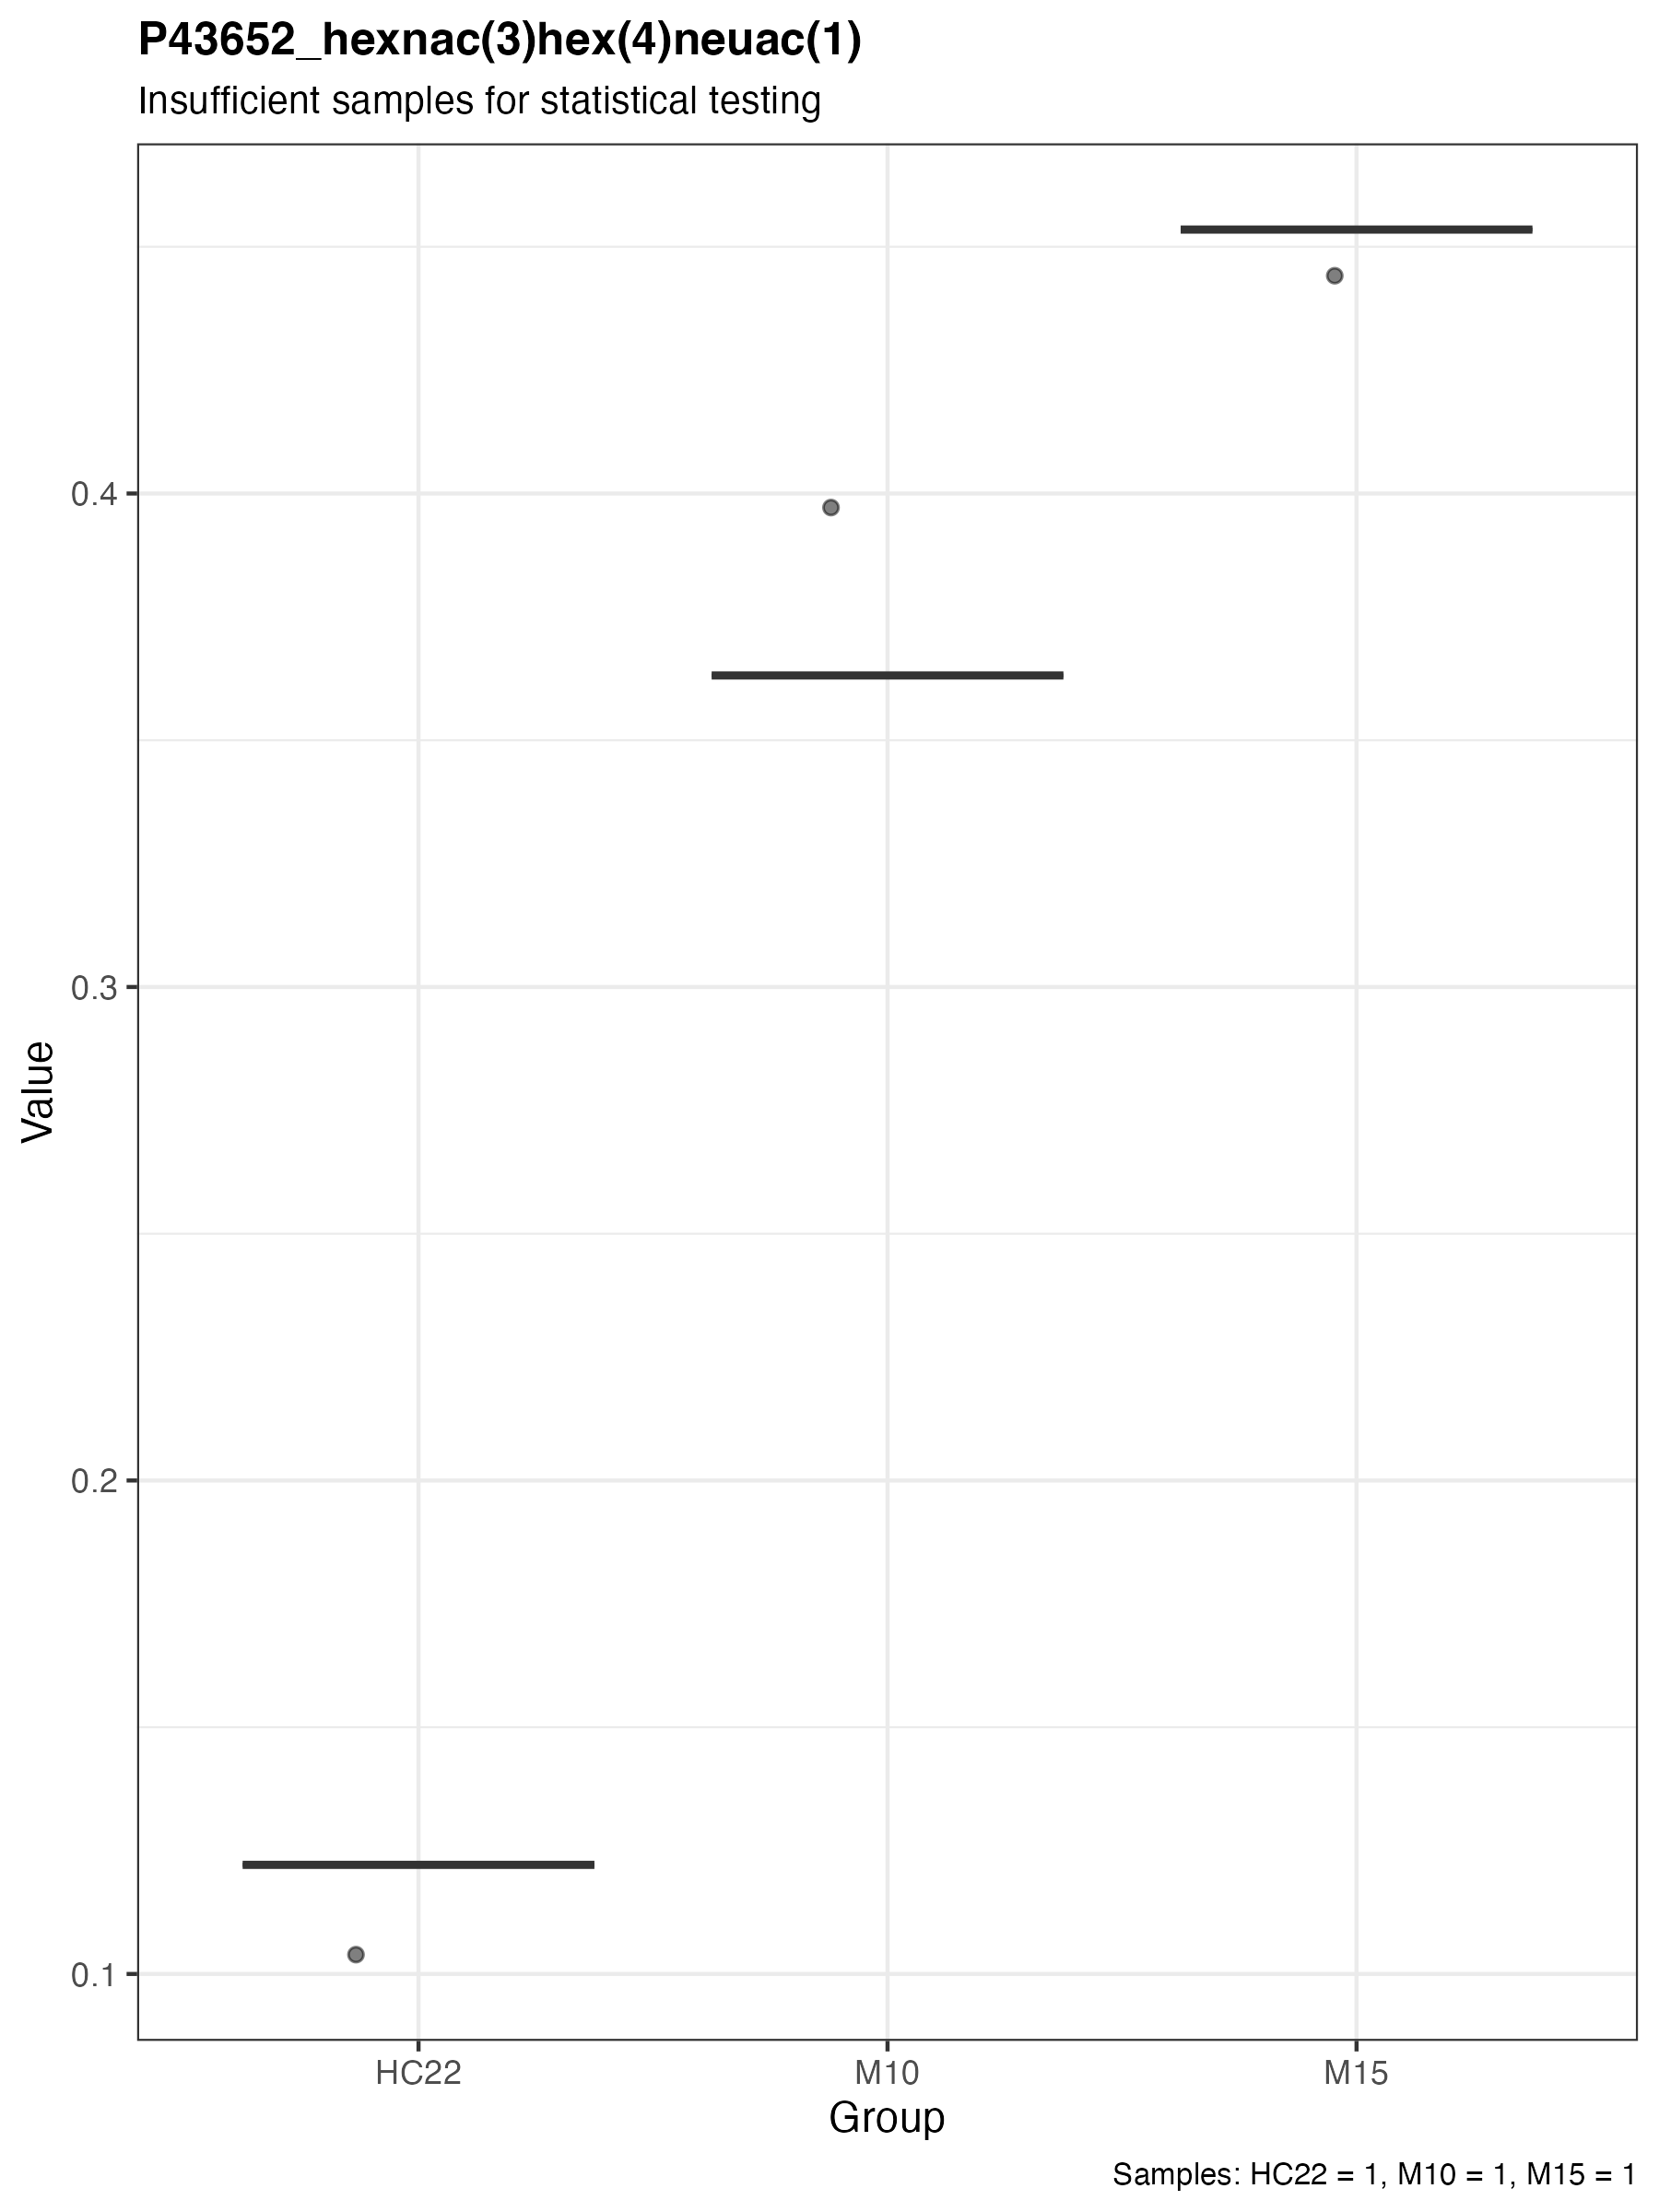 P43652_hexnac(3)hex(4)neuac(1)
Insufficient samples for statistical testing
0.4
0.3
0.2
0.1
Value
HC22 M10 M15
Group
Samples: HC22 = 1, M10 = 1, M15 = 1